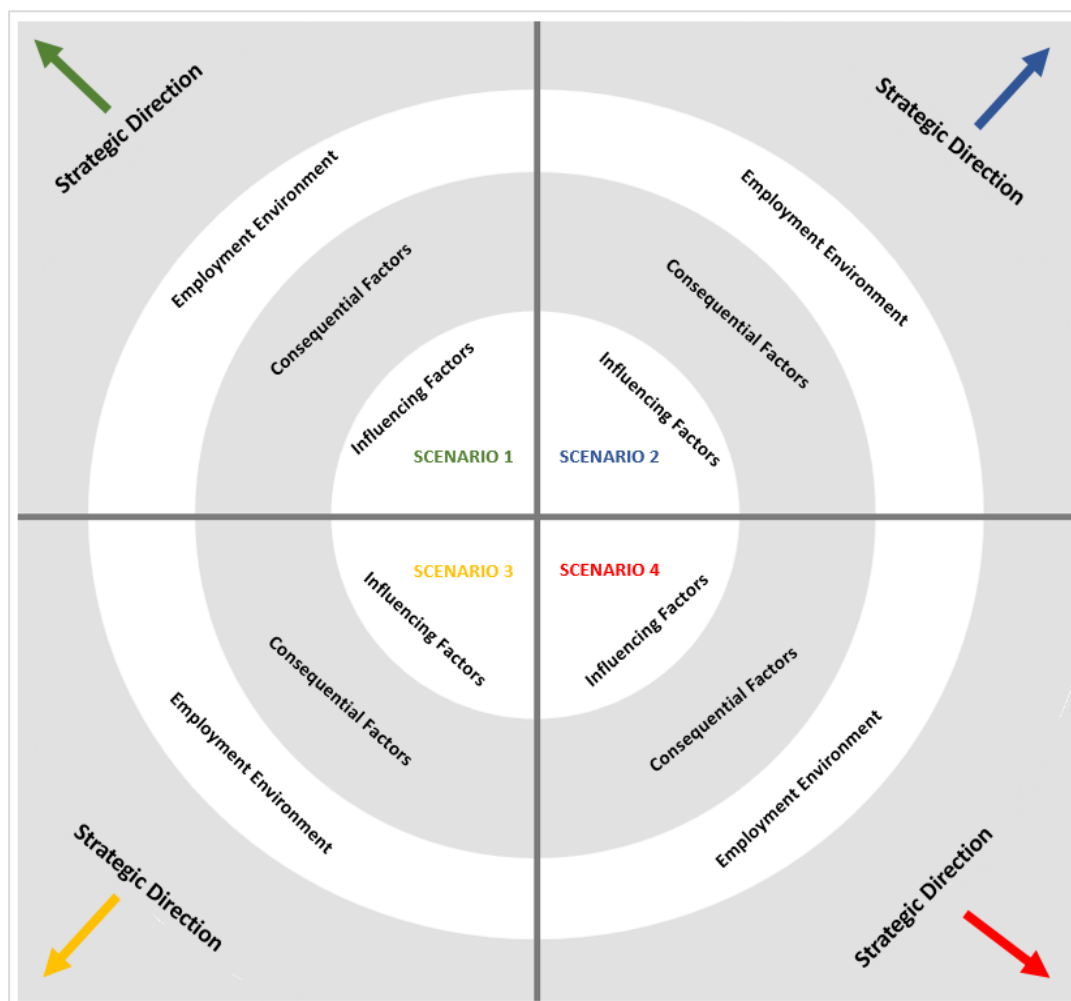 Strategic Direction
Employment Environment
Consequential Factors
Influencing Factors
SCENARIO 1
Strategic Direction
Employment Environment
Consequential Factors
Influencing Factors
SCENARIO 2
SCENARIO 3
Influencing Factors
Consequential Factors
Employment Environment
Strategic Direction
SCENARIO 4
Influencing Factors
Consequential Factors
Employment Environment
Strategic Direction